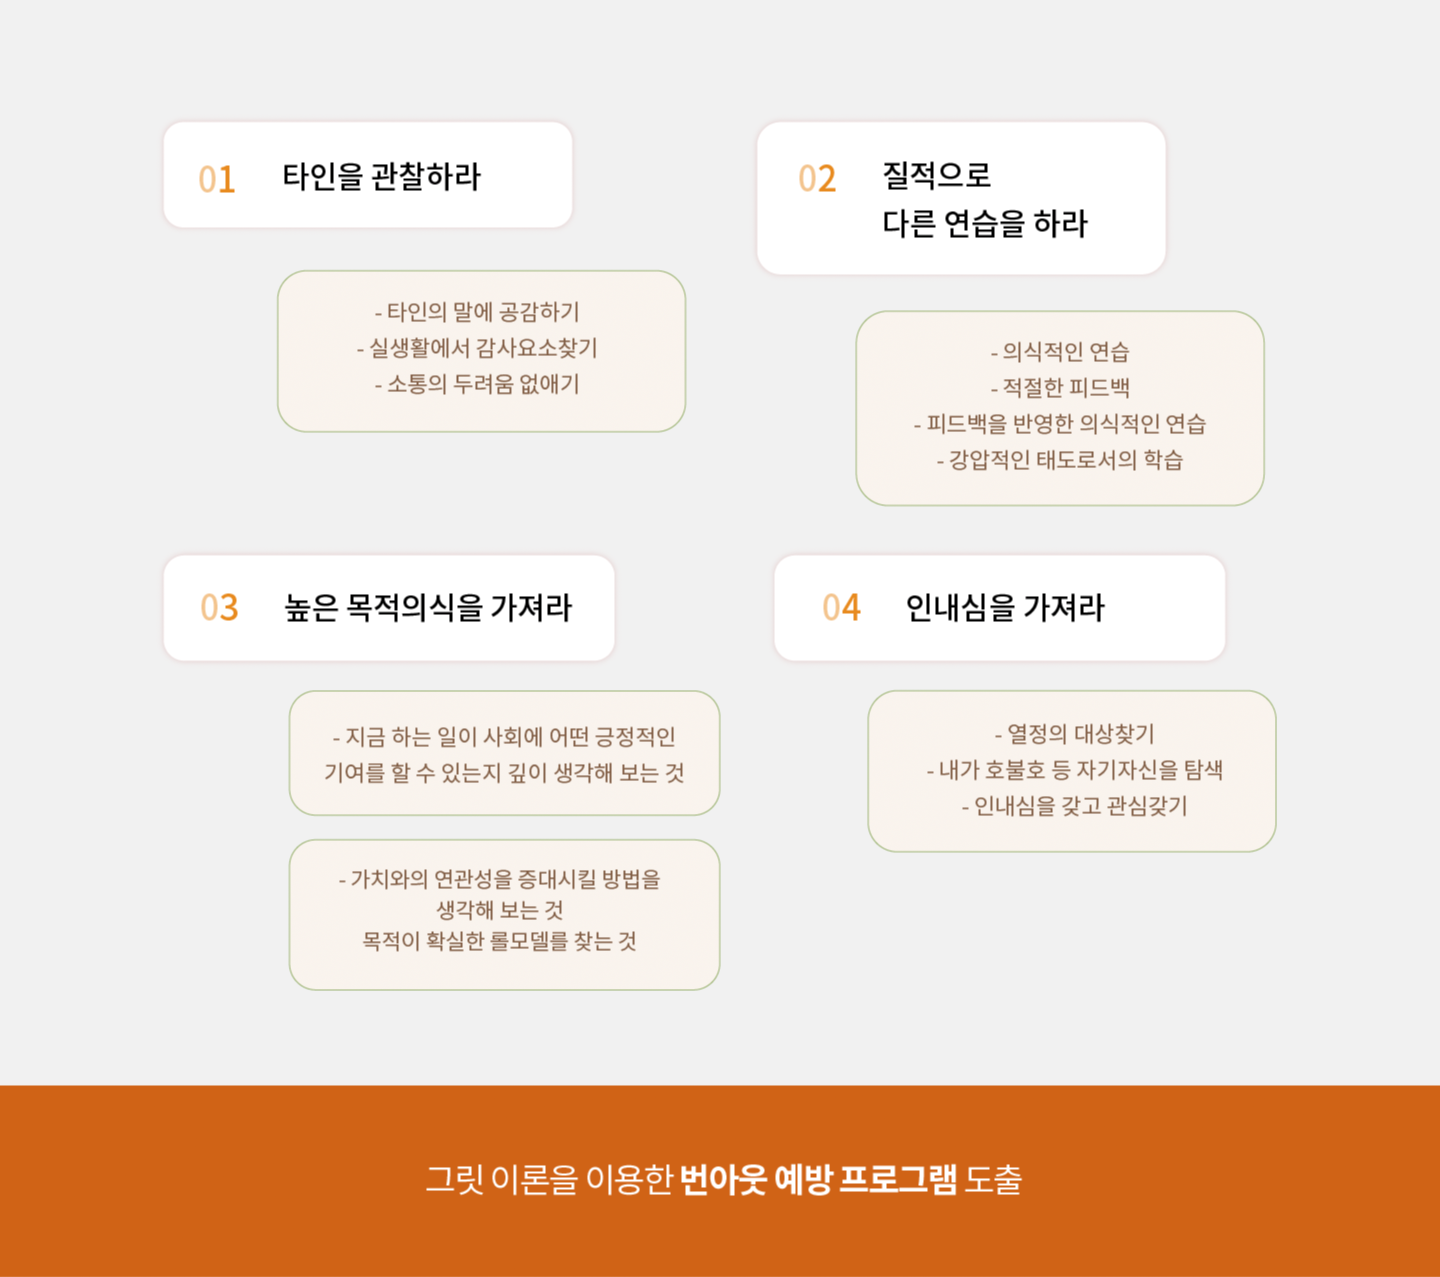 01 타인을 관찰하라
- 타인의 말에 공감하기
- 실생활에서 감사요소찾기
- 소통의 두려움 없애기
02 질적으로
다른 연습을 하라
- 의식적인 연습
- 적절한 피드백
- 피드백을 반영한 의식적인 연습
- 강압적인 태도로서의 학습
03 높은 목적의식을 가져라
- 지금 하는 일이 사회에 어떤 긍정적인
기여를 할 수 있는지 깊이 생각해 보는 것
- 가치와의 연관성을 증대시킬 방법을
생각해 보는 것
목적이 확실한 롤모델를 찾는 것
04 인내심을 가져라
- 열정의 대상찾기
- 내가 호불호 등 자기자신을 탐색
- 인내심을 갖고 관심갖기
그릿 이론을 이용한 번아웃 예방 프로그램 도출